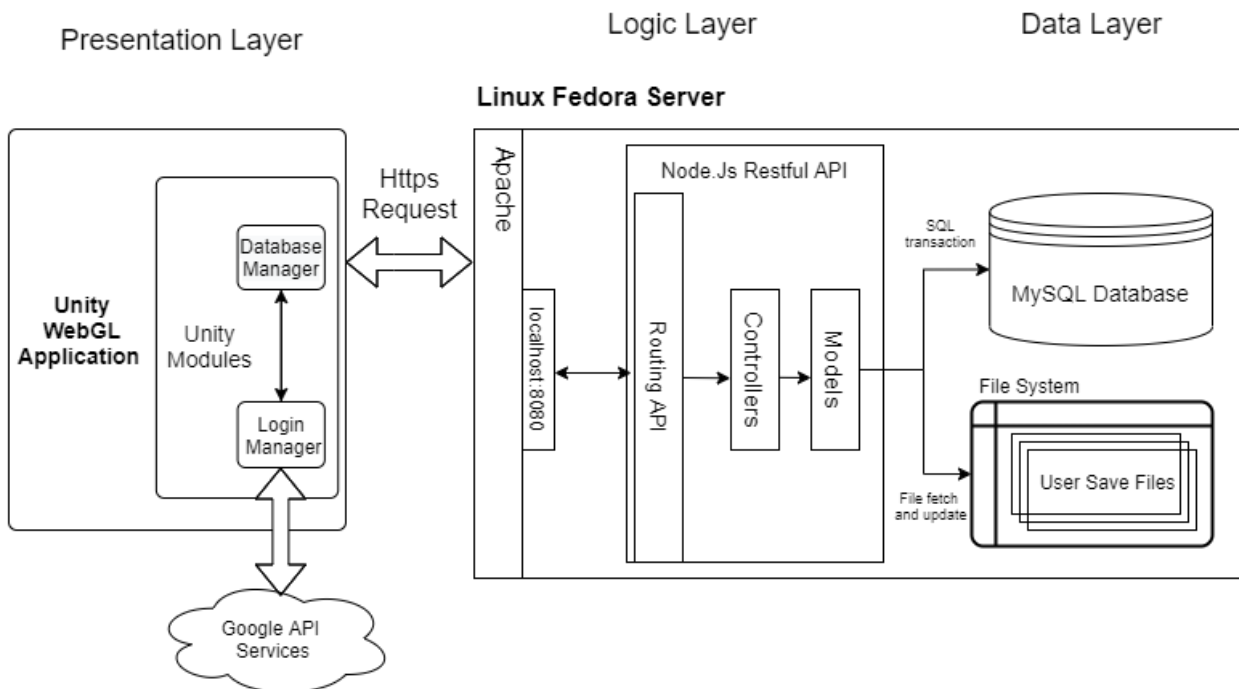 Presentation Layer
Logic Layer
Data Layer
Linux Fedora Server
Unity
WebGL
Application
Unity
Modules
Database
Manager
Login
Manager
Google API
Services
Https
Request
Apache
localhost:8080
Node.Js Restful API
Routing API
Controllers
Models
SQL
transaction
MySQL Database
File System
User Save Files
File fetch
and update